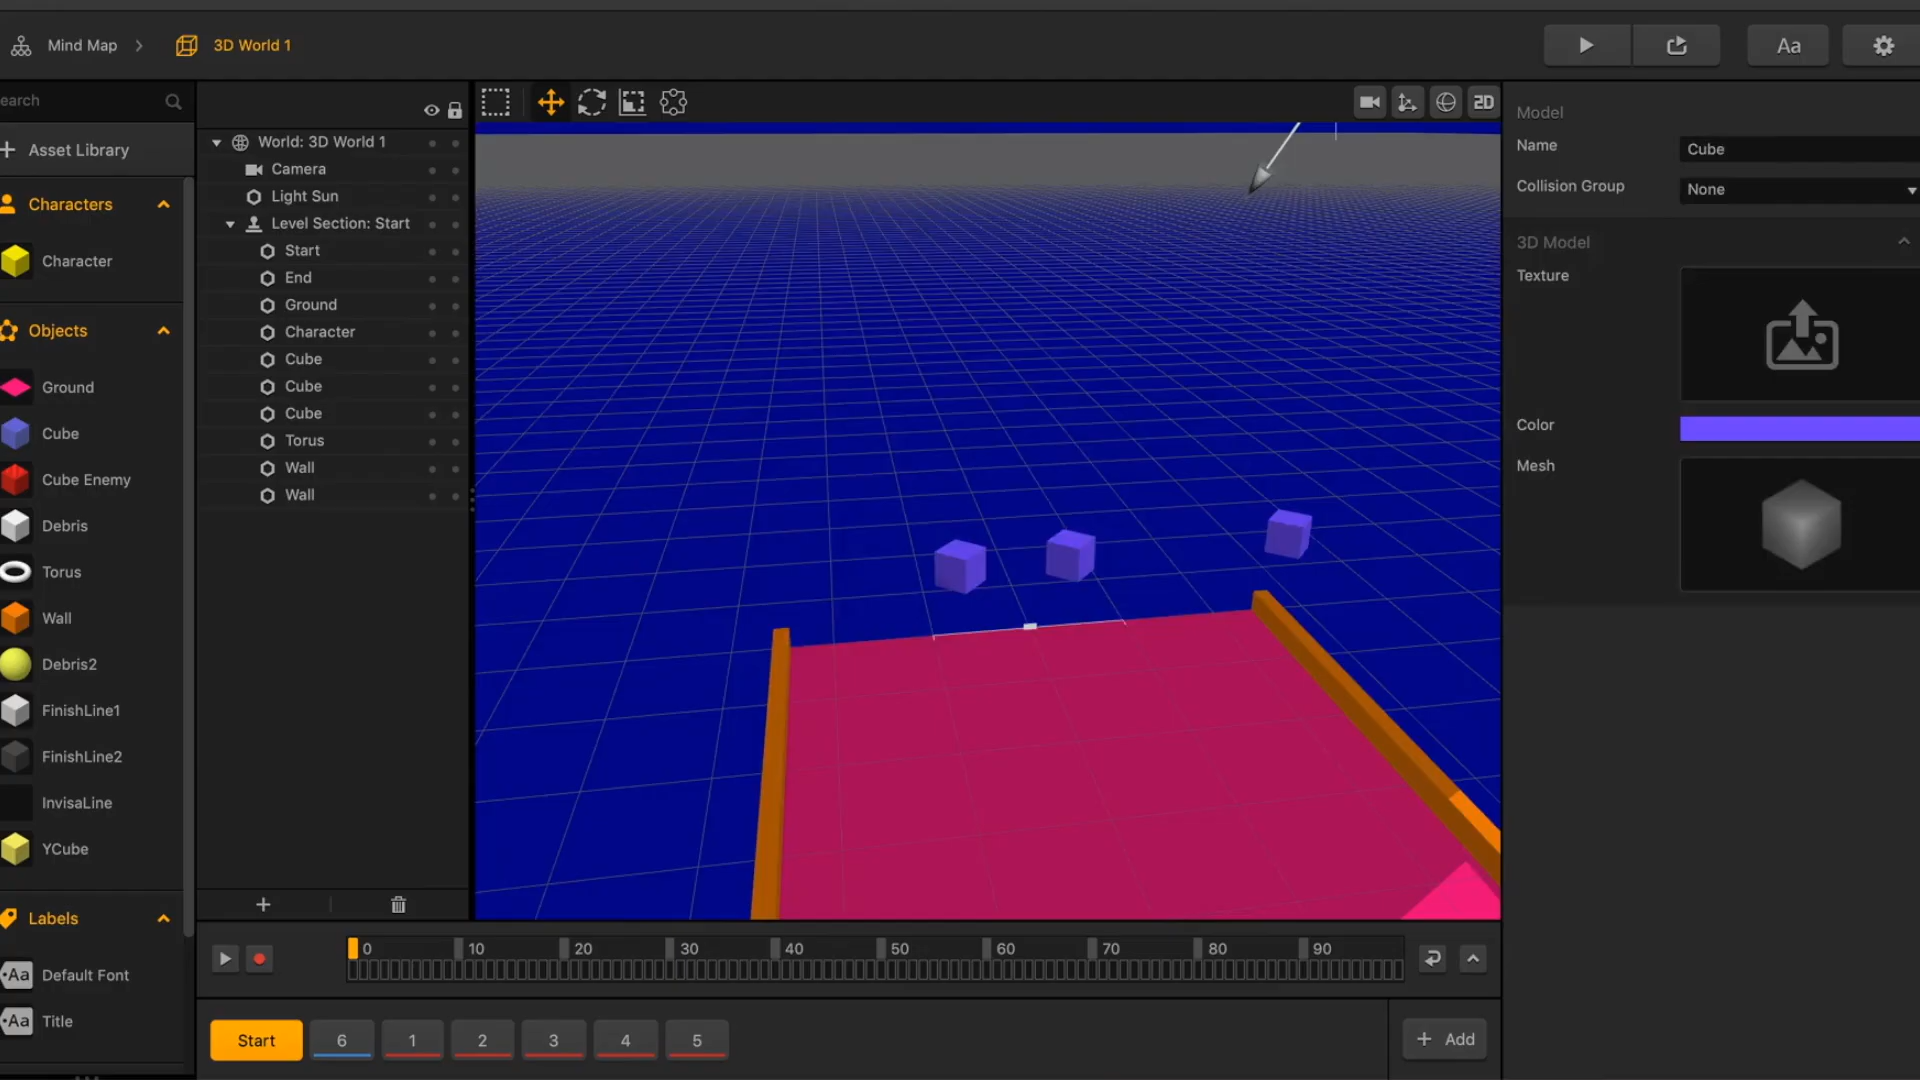 Mind Map
3D World 1
Aa
earch
Asset Library
Characters
Character
Objects
Ground
Cube
Cube Enemy
Debris
Torus
Wall
Debris2
FinishLine1
FinishLine2
InvisaLine
YCube
Labels
Aa Default Font
Aa Title
World: 3D World 1
Camera
Light Sun
Level Section: Start
Start
End
Ground
Character
Cube
Cube
Cube
Torus
Wall
Wall
2D
Model
Name Cube
Collision Group None
3D Model
Texture
Color
Mesh
0 10 20 30 40 50 60 70 80 90
Start 6 1 2 3 4 5
Add